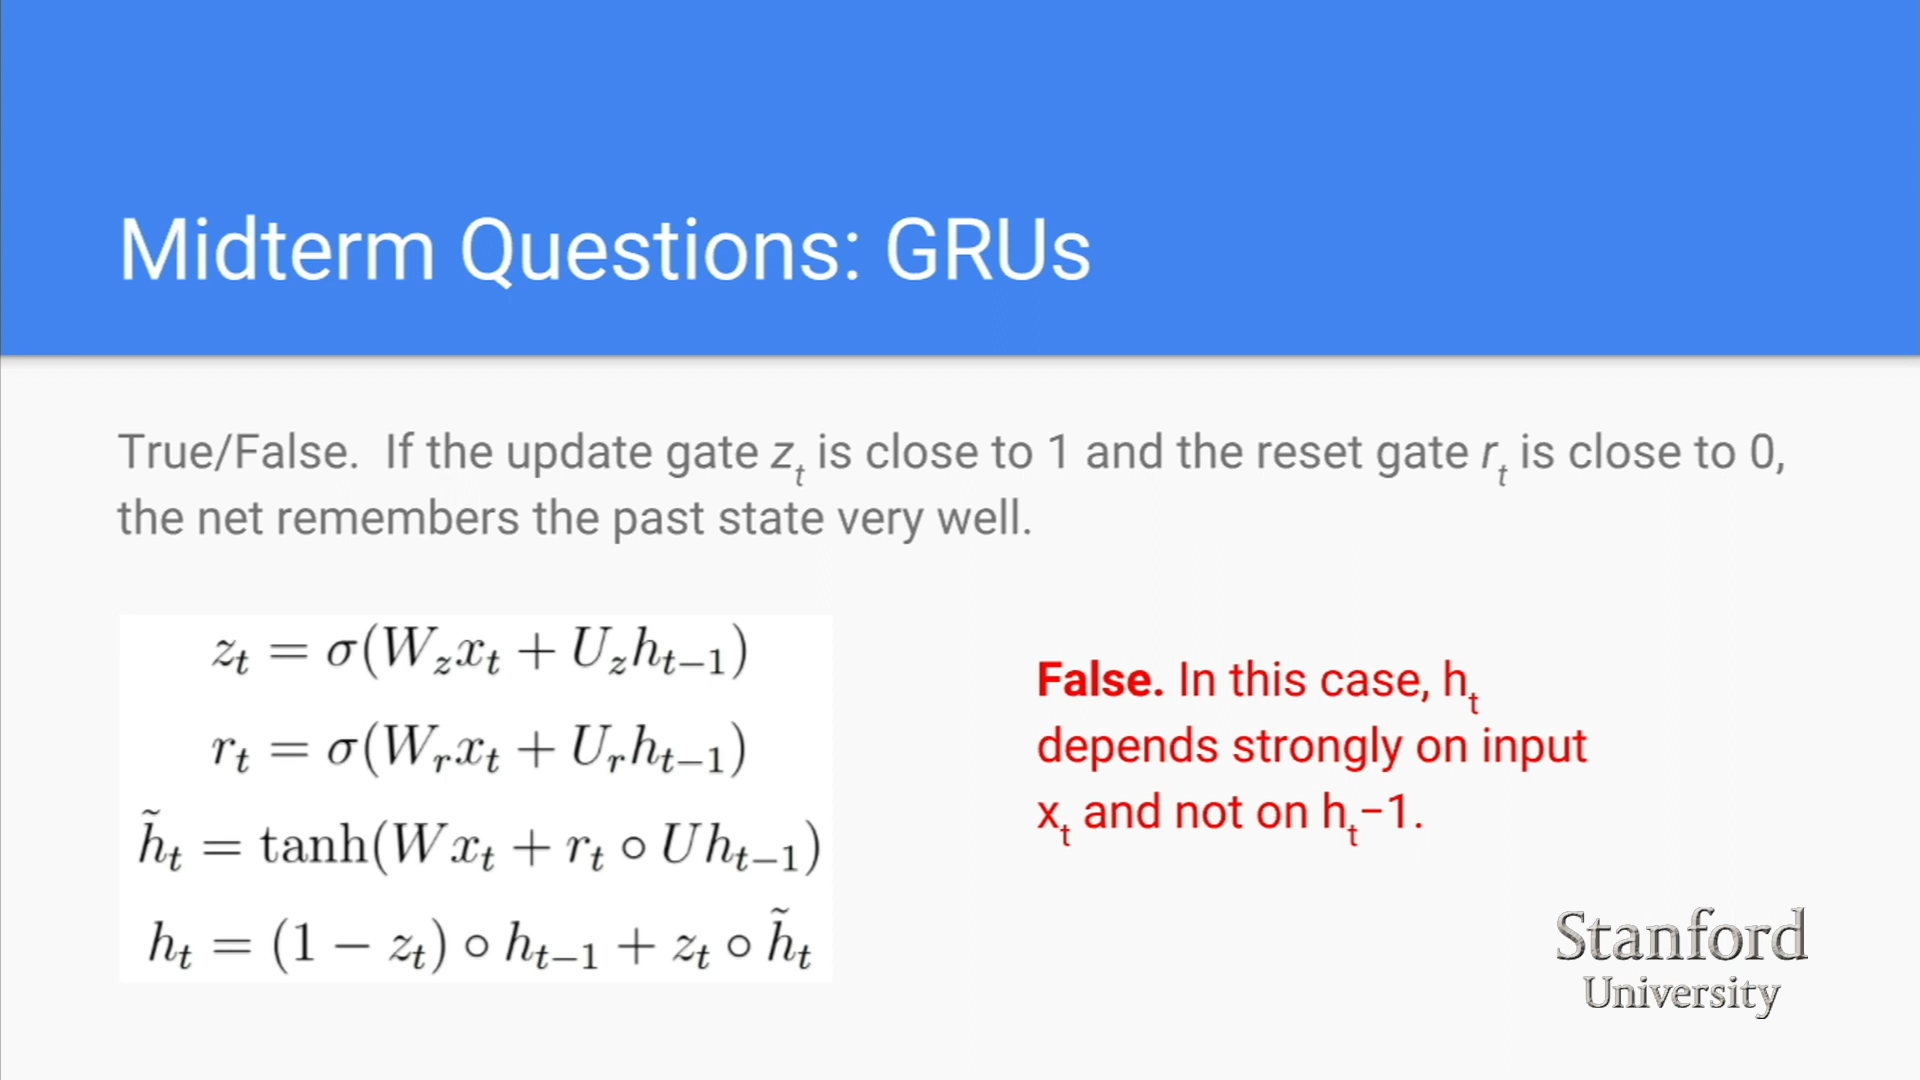 Midterm Questions: GRUs
True/False. If the update gate z_t is close to 1 and the reset gate r_t is close to 0,
the net remembers the past state very well.
z_t = σ(W_z x_t + U_z h_{t−1})
r_t = σ(W_r x_t + U_r h_{t−1})
h̃_t = tanh(W x_t + r_t ∘ U h_{t−1})
h_t = (1 − z_t) ∘ h_{t−1} + z_t ∘ h̃_t
False. In this case, h_t
depends strongly on input
x_t and not on h_t−1.
Stanford
University